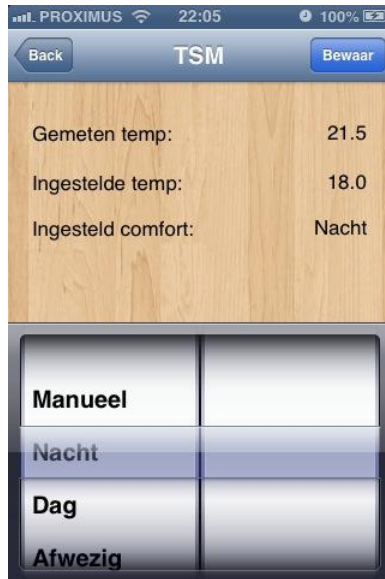 PROXIMUS 22:05 100%
Back TSM Bewaar
Gemeten temp: 21.5
Ingestelde temp: 18.0
Ingesteld comfort: Nacht
Manueel
Nacht
Dag
Afwezig